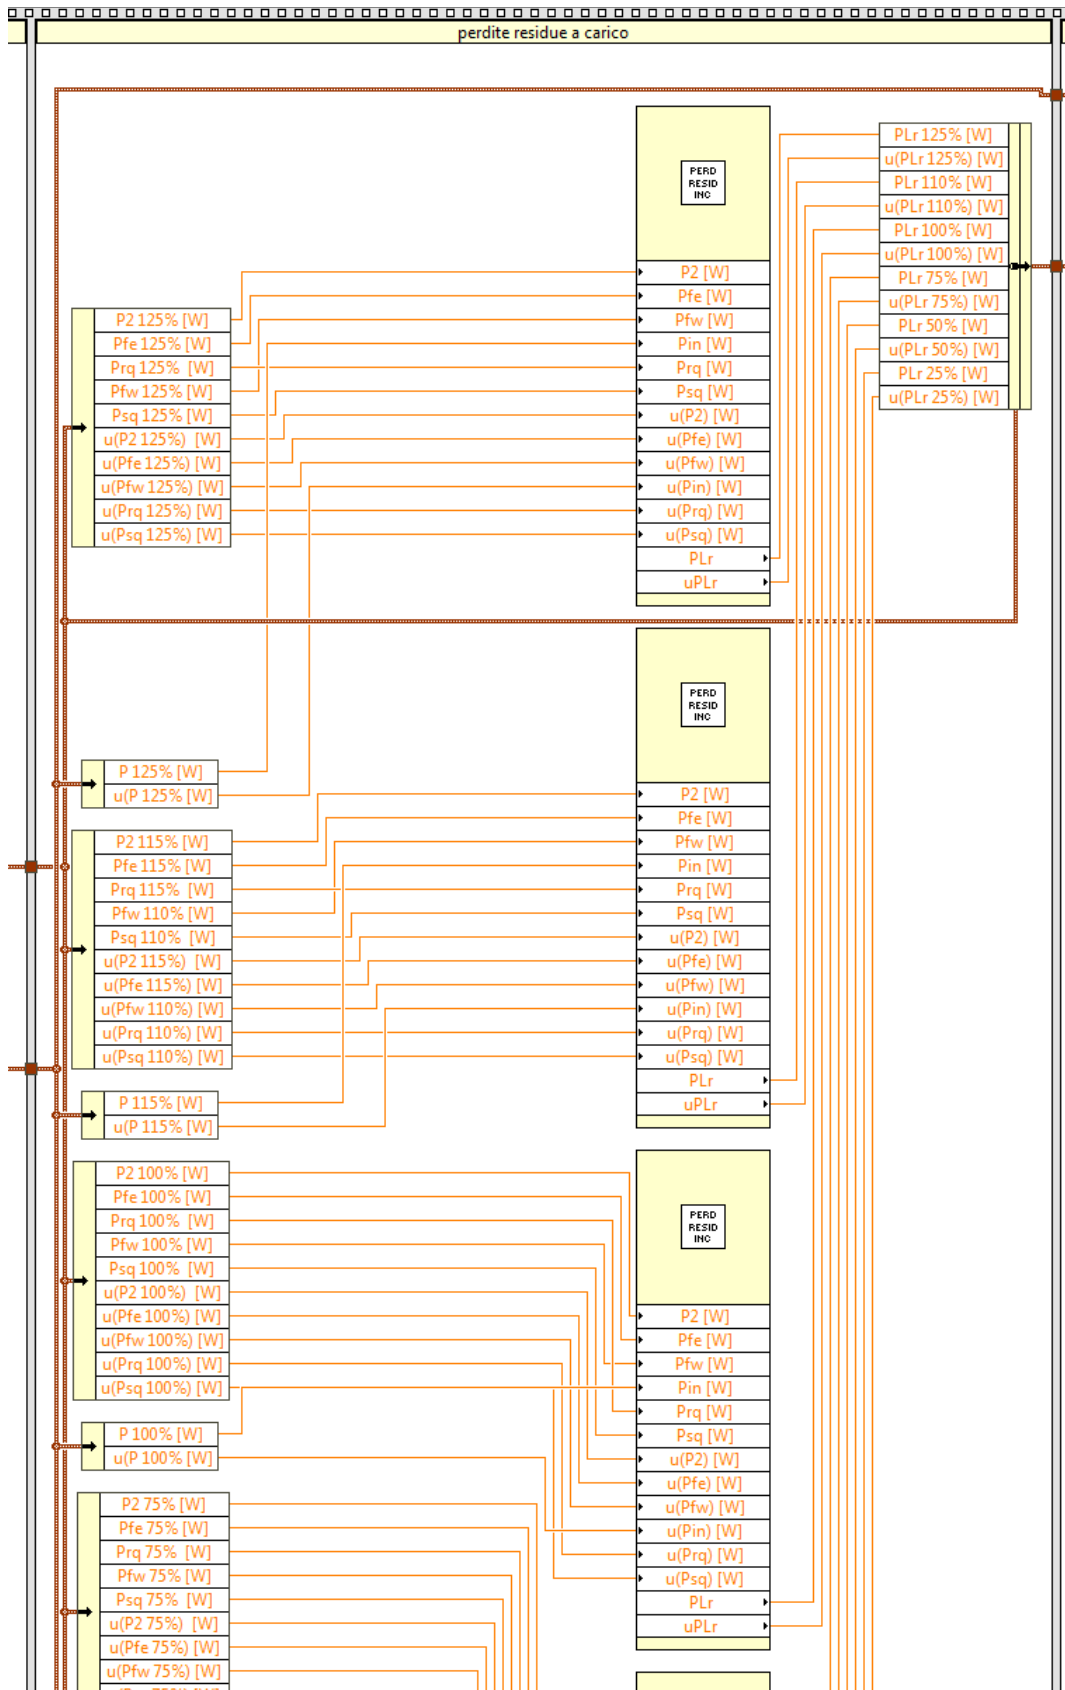 perdite residue a carico
PERD
RESID
INC
P2 [W]
Pfe [W]
Pfw [W]
Pin [W]
Prq [W]
Psq [W]
u(P2) [W]
u(Pfe) [W]
u(Pfw) [W]
u(Pin) [W]
u(Prq) [W]
u(Psq) [W]
PLr
uPLr
PLr 125% [W]
u(PLr 125%) [W]
PLr 110% [W]
u(PLr 110%) [W]
PLr 100% [W]
u(PLr 100%) [W]
PLr 75% [W]
u(PLr 75%) [W]
PLr 50% [W]
u(PLr 50%) [W]
PLr 25% [W]
u(PLr 25%) [W]
P2 125% [W]
Pfe 125% [W]
Prq 125% [W]
Pfw 125% [W]
Psq 125% [W]
u(P2 125%) [W]
u(Pfe 125%) [W]
u(Pfw 125%) [W]
u(Prq 125%) [W]
u(Psq 125%) [W]
P 125% [W]
u(P 125% [W]
PERD
RESID
INC
P2 [W]
Pfe [W]
Pfw [W]
Pin [W]
Prq [W]
Psq [W]
u(P2) [W]
u(Pfe) [W]
u(Pfw) [W]
u(Pin) [W]
u(Prq) [W]
u(Psq) [W]
PLr
uPLr
P2 115% [W]
Pfe 115% [W]
Prq 115% [W]
Pfw 110% [W]
Psq 110% [W]
u(P2 115%) [W]
u(Pfe 115%) [W]
u(Pfw 110%) [W]
u(Prq 110%) [W]
u(Psq 110%) [W]
P 115% [W]
u(P 115% [W]
PERD
RESID
INC
P2 [W]
Pfe [W]
Pfw [W]
Pin [W]
Prq [W]
Psq [W]
u(P2) [W]
u(Pfe) [W]
u(Pfw) [W]
u(Pin) [W]
u(Prq) [W]
u(Psq) [W]
PLr
uPLr
P2 100% [W]
Pfe 100% [W]
Prq 100% [W]
Pfw 100% [W]
Psq 100% [W]
u(P2 100%) [W]
u(Pfe 100%) [W]
u(Pfw 100%) [W]
u(Prq 100%) [W]
u(Psq 100%) [W]
P 100% [W]
u(P 100% [W]
P2 75% [W]
Pfe 75% [W]
Prq 75% [W]
Pfw 75% [W]
Psq 75% [W]
u(P2 75%) [W]
u(Pfe 75%) [W]
u(Pfw 75%) [W]